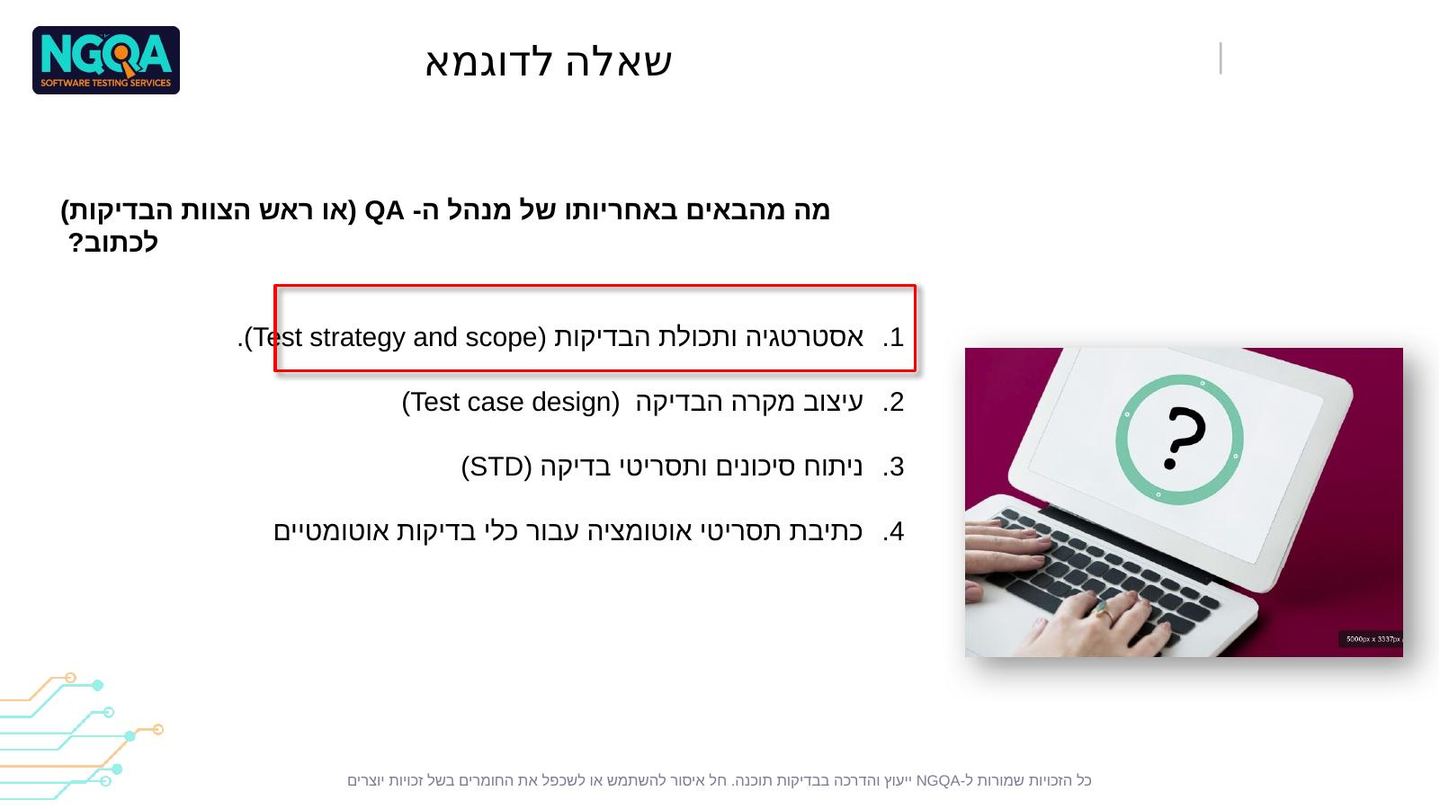 NGQA
SOFTWARE TESTING SERVICES
שאלה לדוגמא
מה מהבאים באחריותו של מנהל ה- QA (או ראש הצוות הבדיקות)
לכתוב?
1. אסטרטגיה ותכולת הבדיקות (Test strategy and scope).
2. עיצוב מקרה הבדיקה (Test case design)
3. ניתוח סיכונים ותסריטי בדיקה (STD)
4. כתיבת תסריטי אוטומציה עבור כלי בדיקות אוטומטיים
?
5000px x 3337px
כל הזכויות שמורות ל-NGQA ייעוץ והדרכה בבדיקות תוכנה. חל איסור להשתמש או לשכפל את החומרים בשל זכויות יוצרים